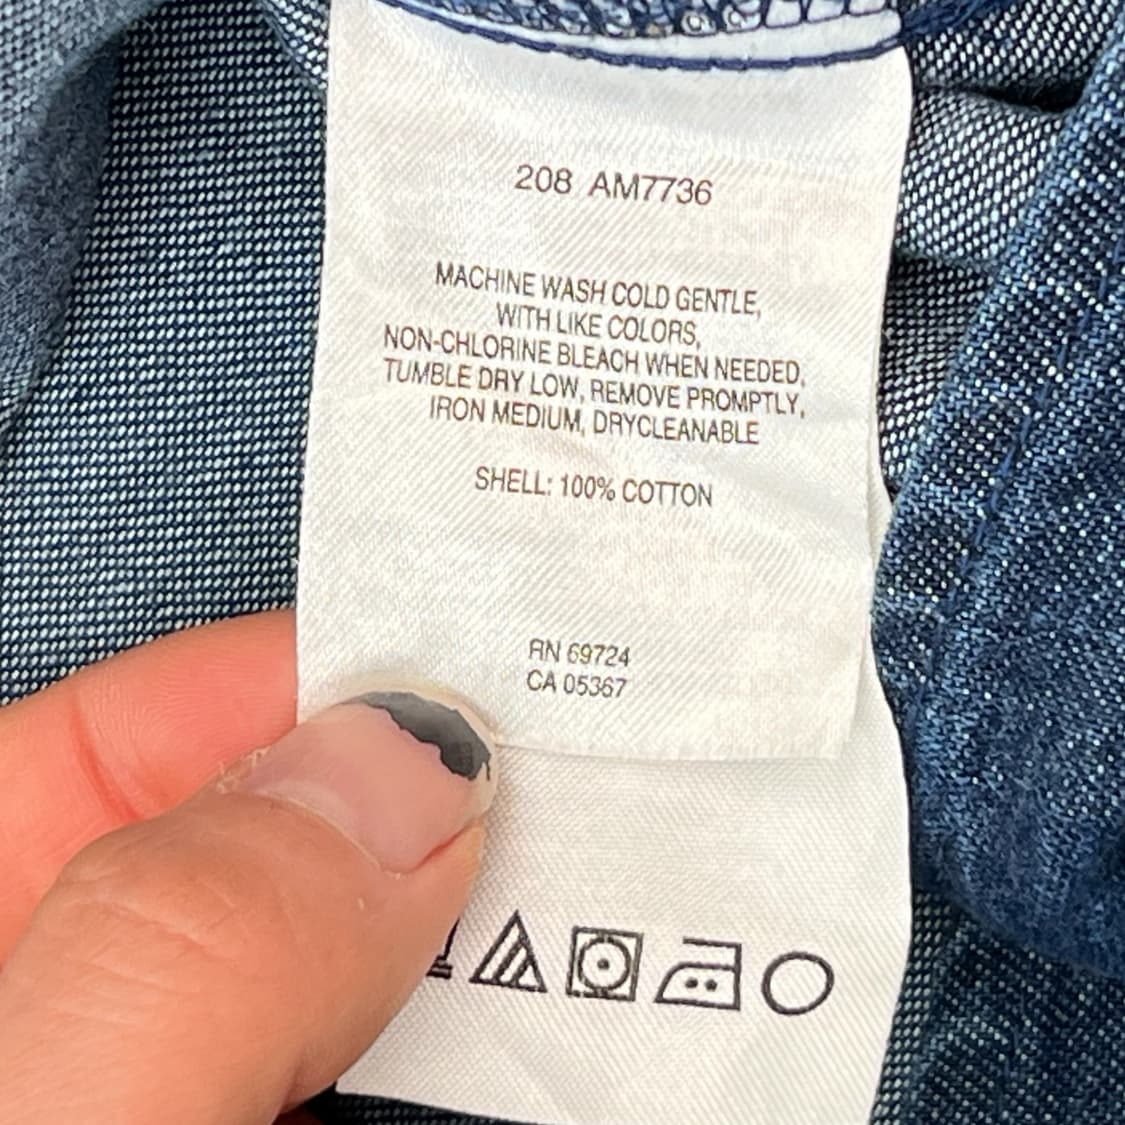 208 AM7736
MACHINE WASH COLD GENTLE,
WITH LIKE COLORS,
NON-CHLORINE BLEACH WHEN NEEDED,
TUMBLE DRY LOW, REMOVE PROMPTLY,
IRON MEDIUM, DRYCLEANABLE
SHELL: 100% COTTON
RN 69724
CA 05367